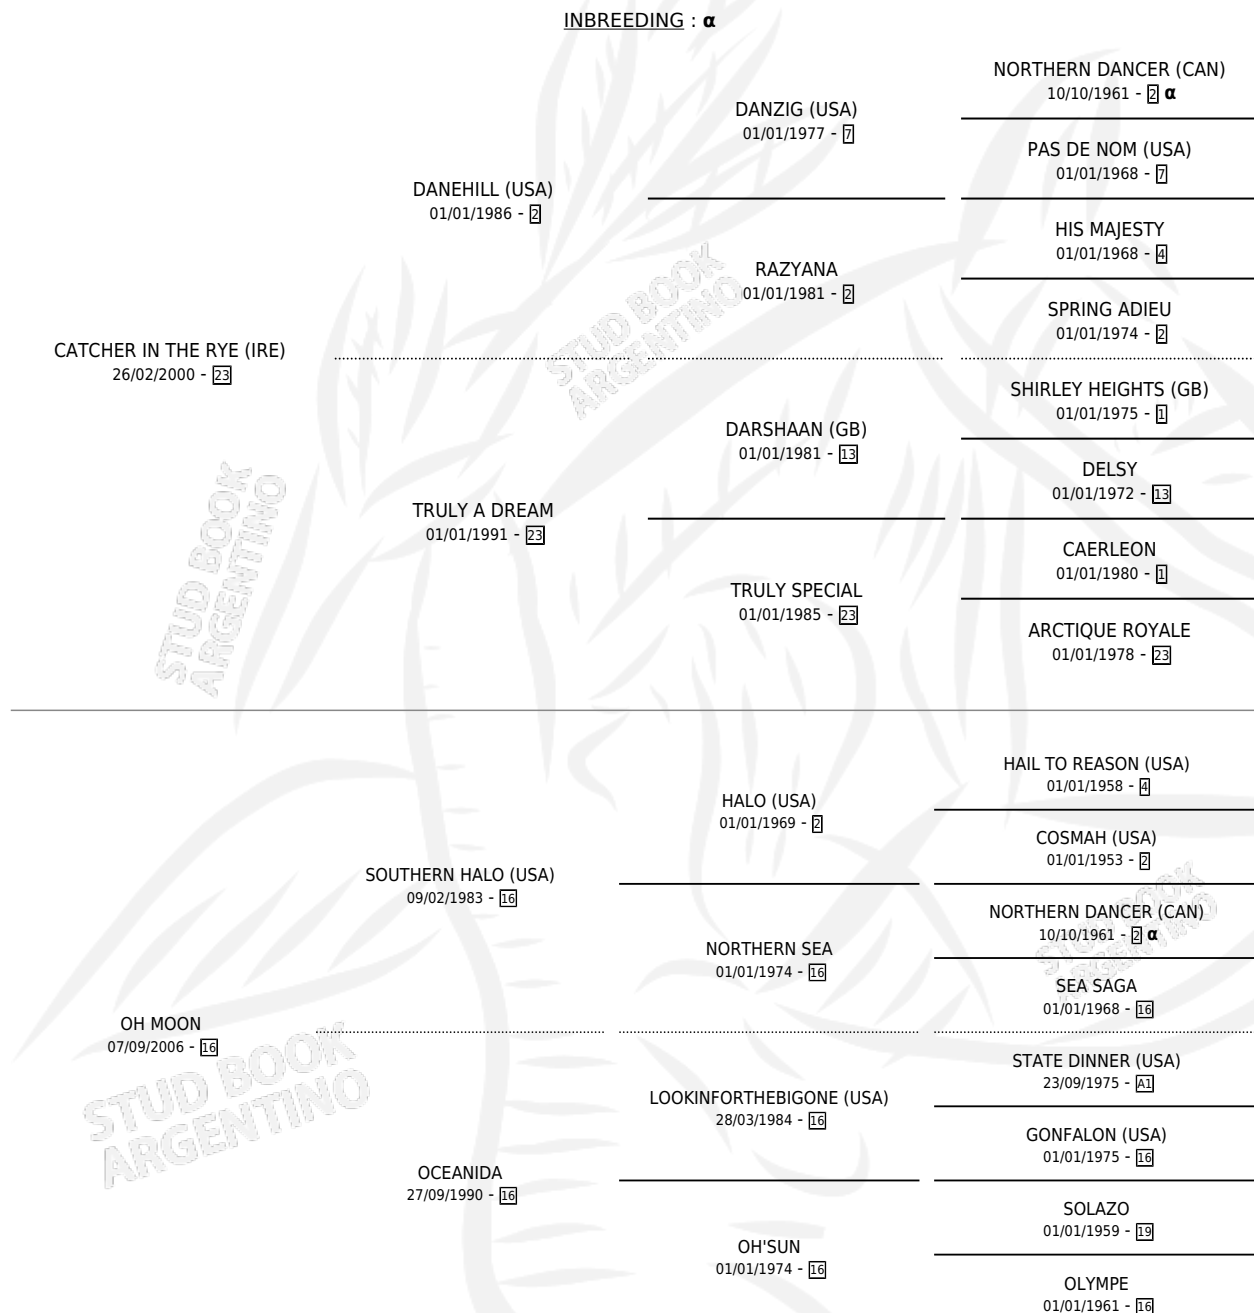 INBREEDING : α
NORTHERN DANCER (CAN)
10/10/1961 - 2 α
DANZIG (USA)
01/01/1977 - 7
PAS DE NOM (USA)
01/01/1968 - 7
DANEHILL (USA)
01/01/1986 - 2
HIS MAJESTY
01/01/1968 - 4
RAZYANA
01/01/1981 - 2
SPRING ADIEU
01/01/1974 - 2
CATCHER IN THE RYE (IRE)
26/02/2000 - 23
SHIRLEY HEIGHTS (GB)
01/01/1975 - 1
DARSHAAN (GB)
01/01/1981 - 13
DELSY
01/01/1972 - 13
TRULY A DREAM
01/01/1991 - 23
CAERLEON
01/01/1980 - 1
TRULY SPECIAL
01/01/1985 - 23
ARCTIQUE ROYALE
01/01/1978 - 23
HAIL TO REASON (USA)
01/01/1958 - 4
HALO (USA)
01/01/1969 - 2
COSMAH (USA)
01/01/1953 - 2
SOUTHERN HALO (USA)
09/02/1983 - 16
NORTHERN DANCER (CAN)
10/10/1961 - 2 α
NORTHERN SEA
01/01/1974 - 16
SEA SAGA
01/01/1968 - 16
OH MOON
07/09/2006 - 16
STATE DINNER (USA)
23/09/1975 - A1
LOOKINFORTHEBIGONE (USA)
28/03/1984 - 16
GONFALON (USA)
01/01/1975 - 16
OCEANIDA
27/09/1990 - 16
SOLAZO
01/01/1959 - 19
OH'SUN
01/01/1974 - 16
OLYMPE
01/01/1961 - 16
STUD BOOK
ARGENTINO
STUD BOOK
ARGENTINO
STUD BOOK
ARGENTINO
STUD BOOK
ARGENTINO